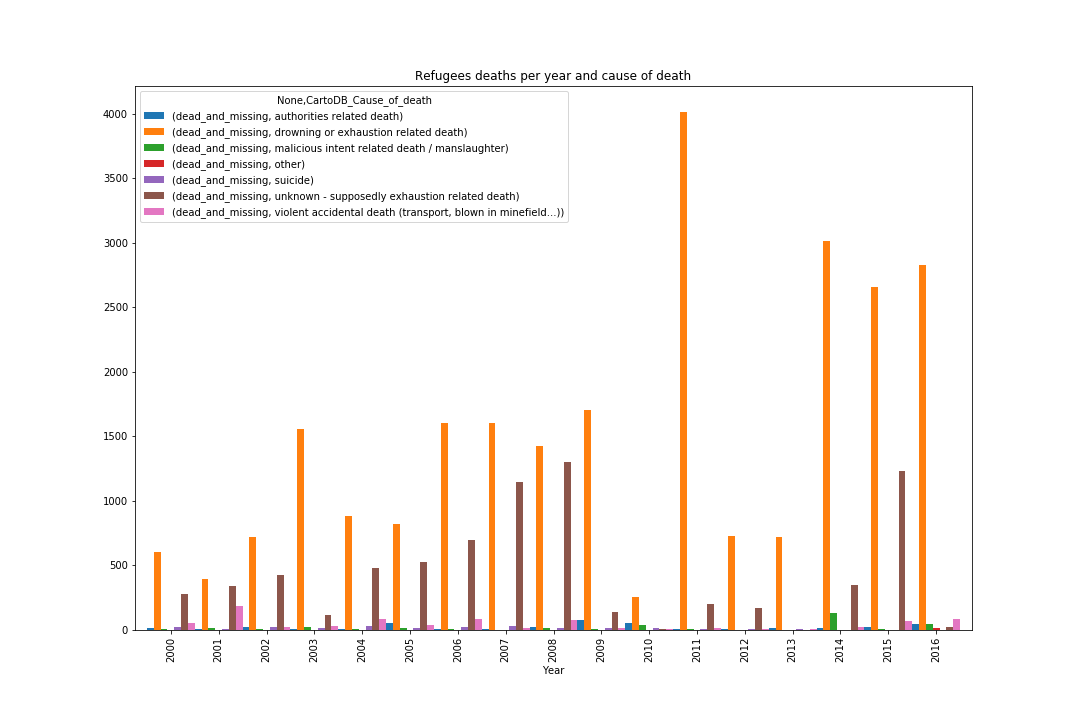 Refugees deaths per year and cause of death
None,CartoDB_Cause_of_death
(dead_and_missing, authorities related death)
(dead_and_missing, drowning or exhaustion related death)
(dead_and_missing, malicious intent related death / manslaughter)
(dead_and_missing, other)
(dead_and_missing, suicide)
(dead_and_missing, unknown - supposedly exhaustion related death)
(dead_and_missing, violent accidental death (transport, blown in minefield...))
4000
3500
3000
2500
2000
1500
1000
500
0
2000
2001
2002
2003
2004
2005
2006
2007
2008
2009
2010
2011
2012
2013
2014
2015
2016
Year